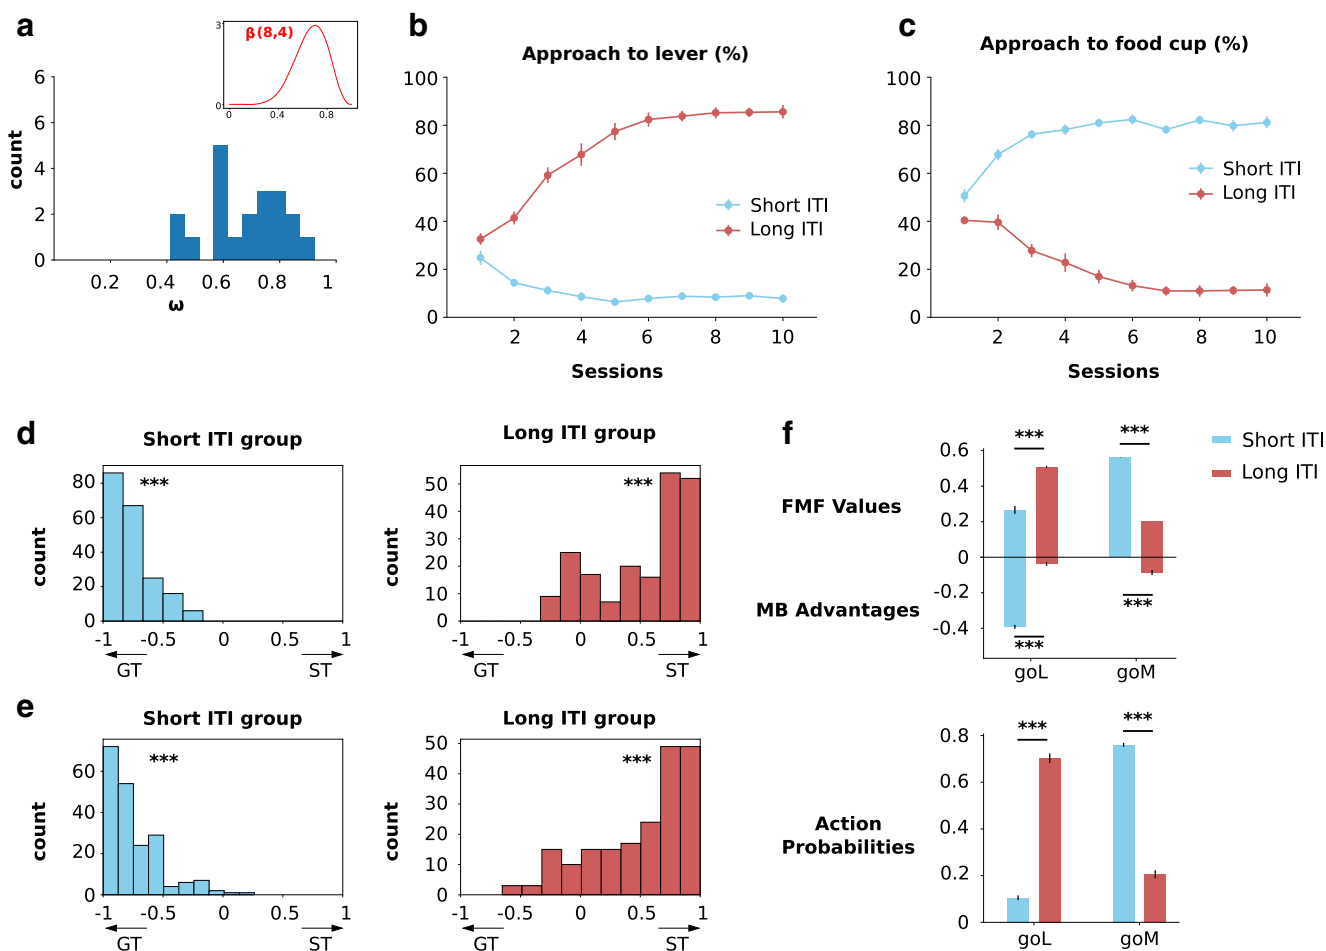 a
β(8,4)
3
0
0
0.4
0.8
6
6
4
2
0
count
0.2
0.4
0.6
0.8
1
ω
b
Approach to lever (%)
100
80
60
40
20
0
Short ITI
Long ITI
2
4
6
8
10
Sessions
c
Approach to food cup (%)
100
80
60
40
20
0
Short ITI
Long ITI
2
4
6
8
10
Sessions
d
Short ITI group
***
80
60
40
20
0
count
-1
-0.5
0
0.5
1
GT
ST
Long ITI group
***
50
40
30
20
10
0
count
-1
-0.5
0
0.5
1
GT
ST
e
Short ITI group
***
60
40
20
0
count
-1
-0.5
0
0.5
1
GT
ST
Long ITI group
***
50
40
30
20
10
0
count
-1
-0.5
0
0.5
1
GT
ST
f
*** ***
Short ITI
Long ITI
FMF Values
MB Advantages
0.6
0.4
0.2
0
-0.2
-0.4
***
***
goL
goM
*** ***
Action
Probabilities
0.8
0.6
0.4
0.2
0
goL
goM